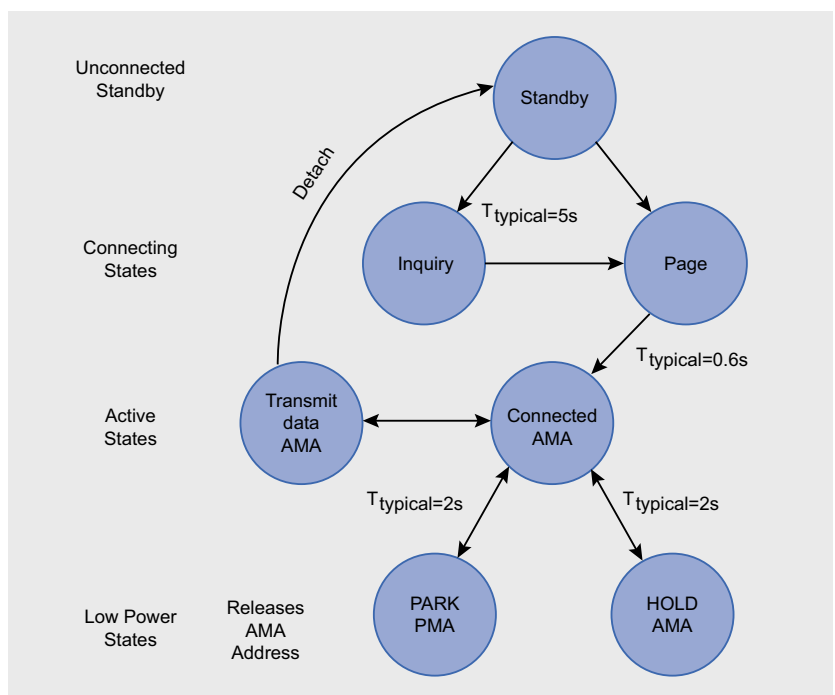 Unconnected
Standby
Standby
Detach
Ttypical=5s
Connecting
States
Inquiry
Page
Ttypical=0.6s
Active
States
Transmit
data
AMA
Connected
AMA
Ttypical=2s
Ttypical=2s
Low Power
States
Releases
AMA
Address
PARK
PMA
HOLD
AMA